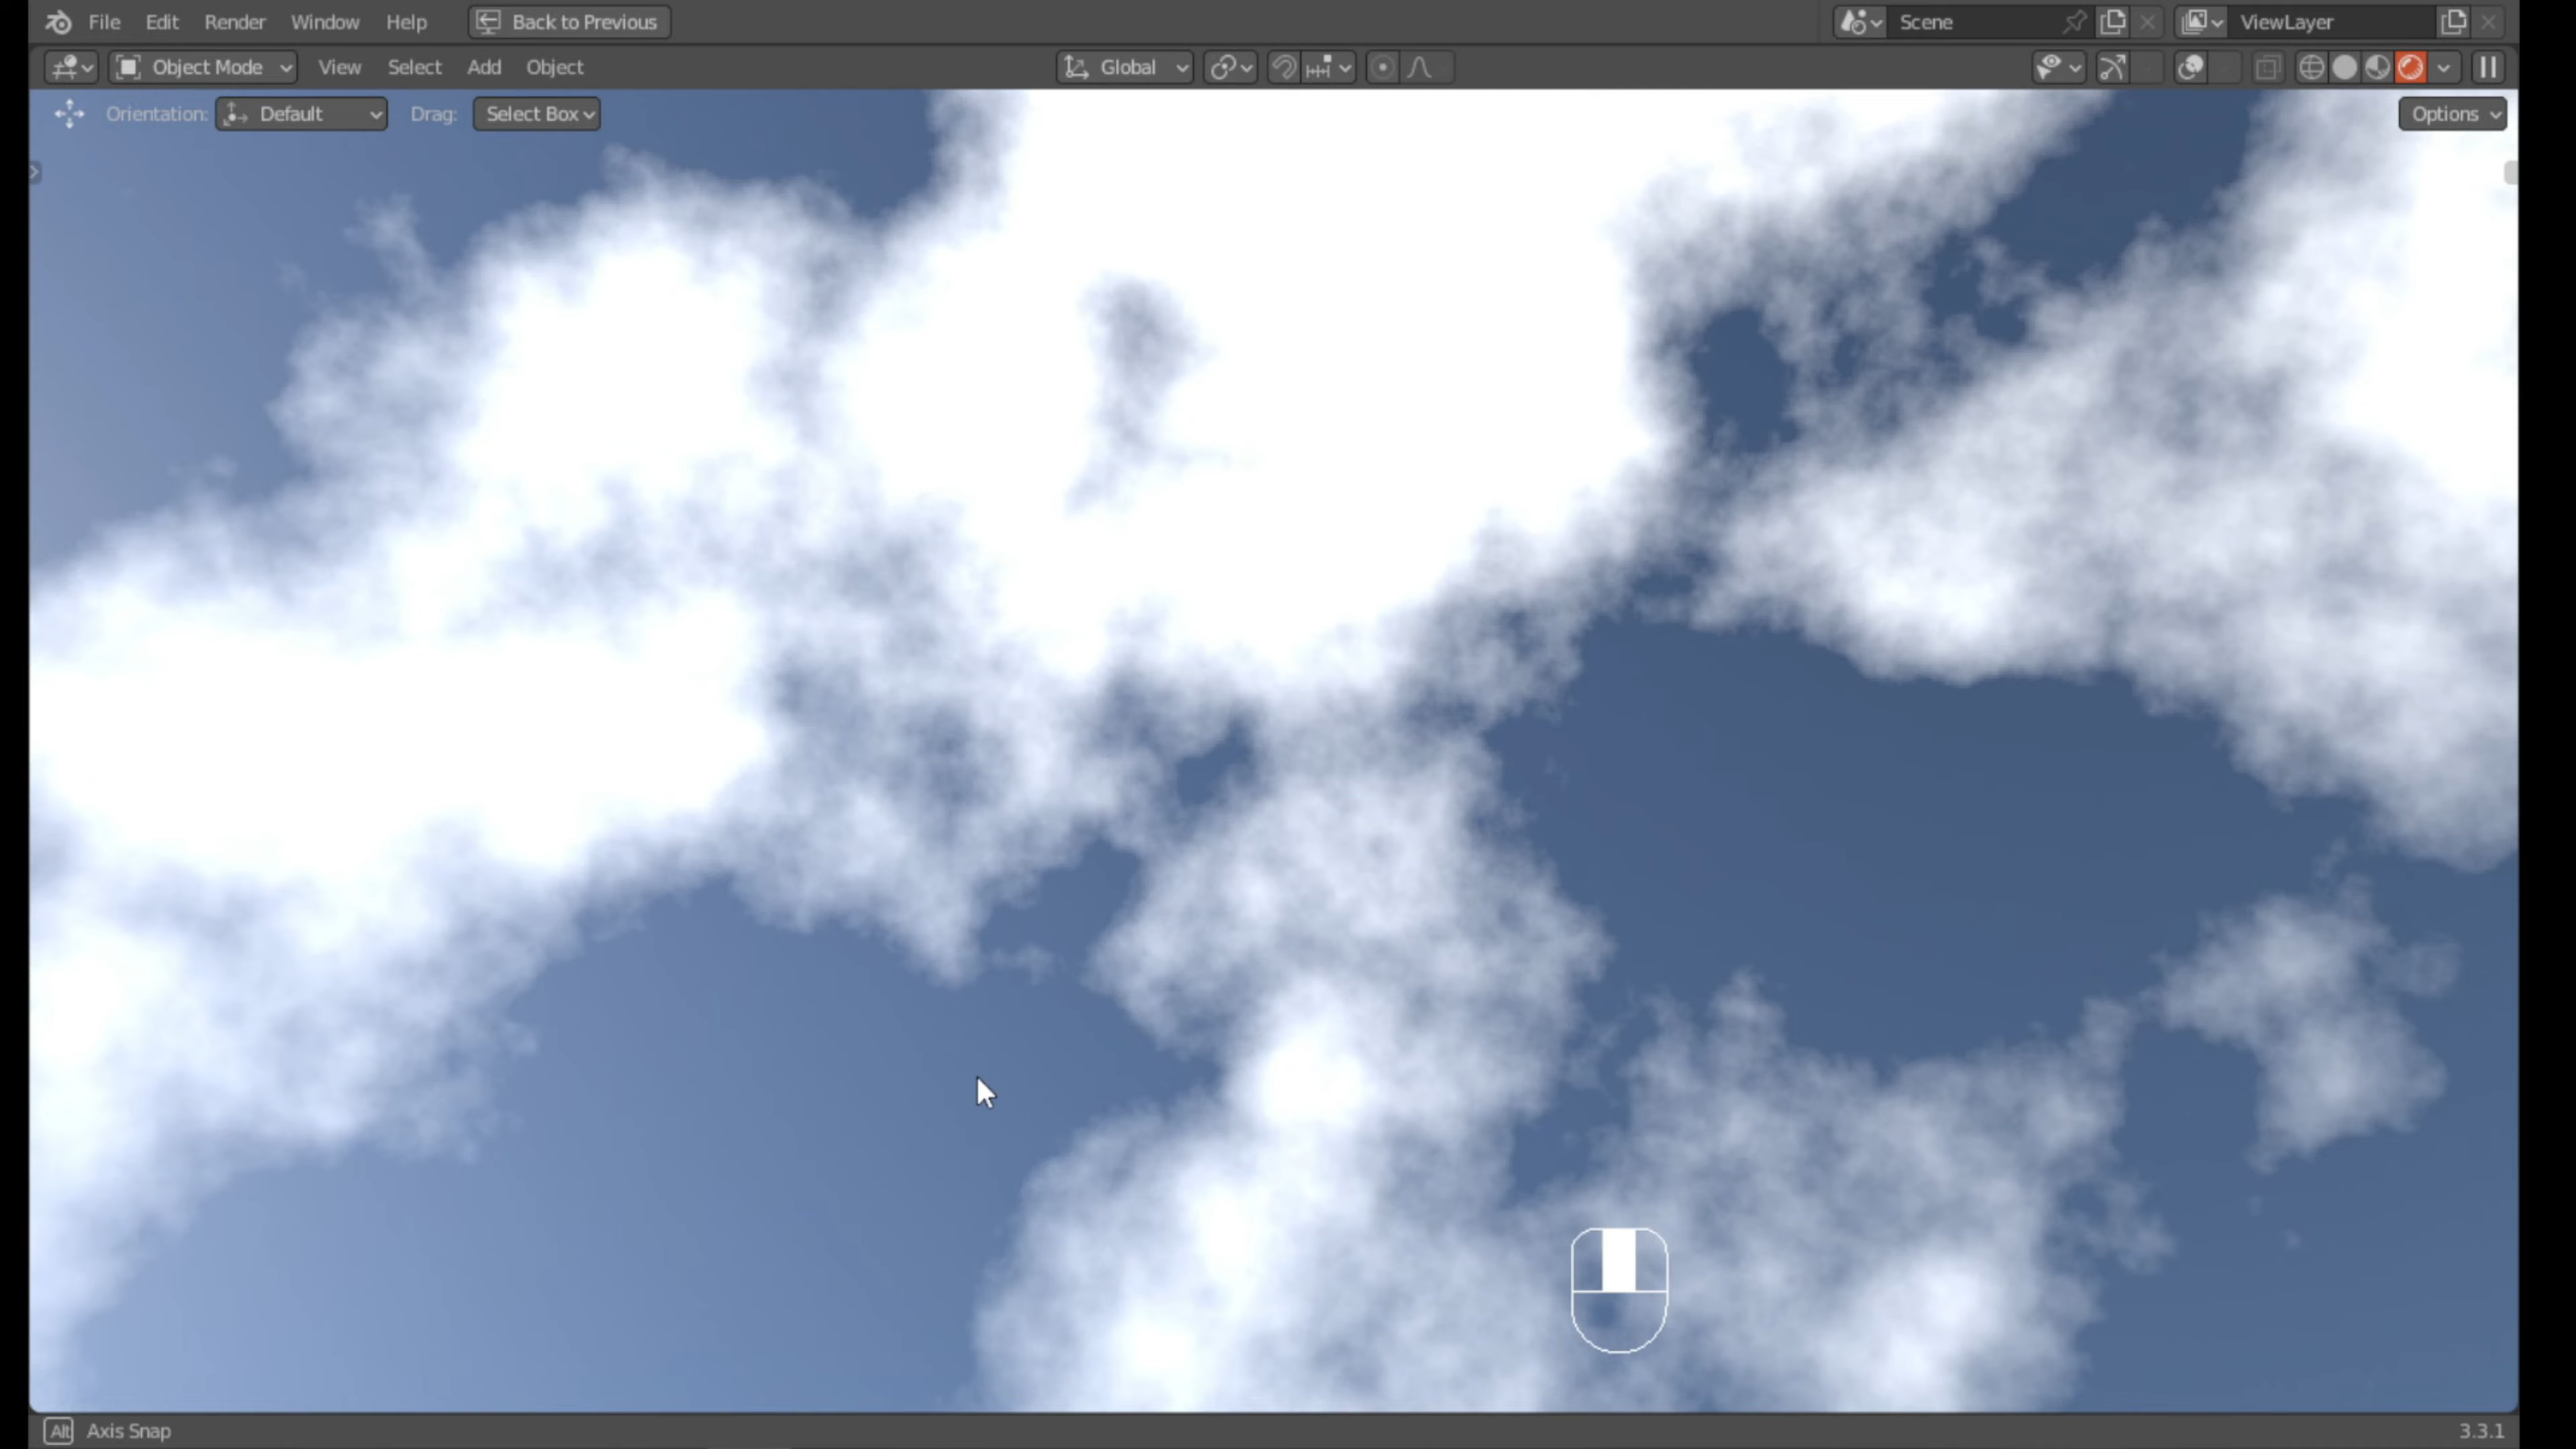 File Edit Render Window Help Back to Previous Scene ViewLayer
Object Mode View Select Add Object Global
Orientation: Default Drag: Select Box Options
Alt Axis Snap 3.3.1